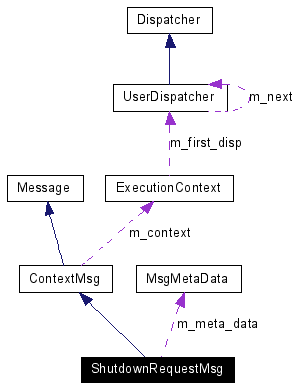 Dispatcher
UserDispatcher
m_next
m_first_disp
Message
ExecutionContext
m_context
ContextMsg
MsgMetaData
m_meta_data
ShutdownRequestMsg